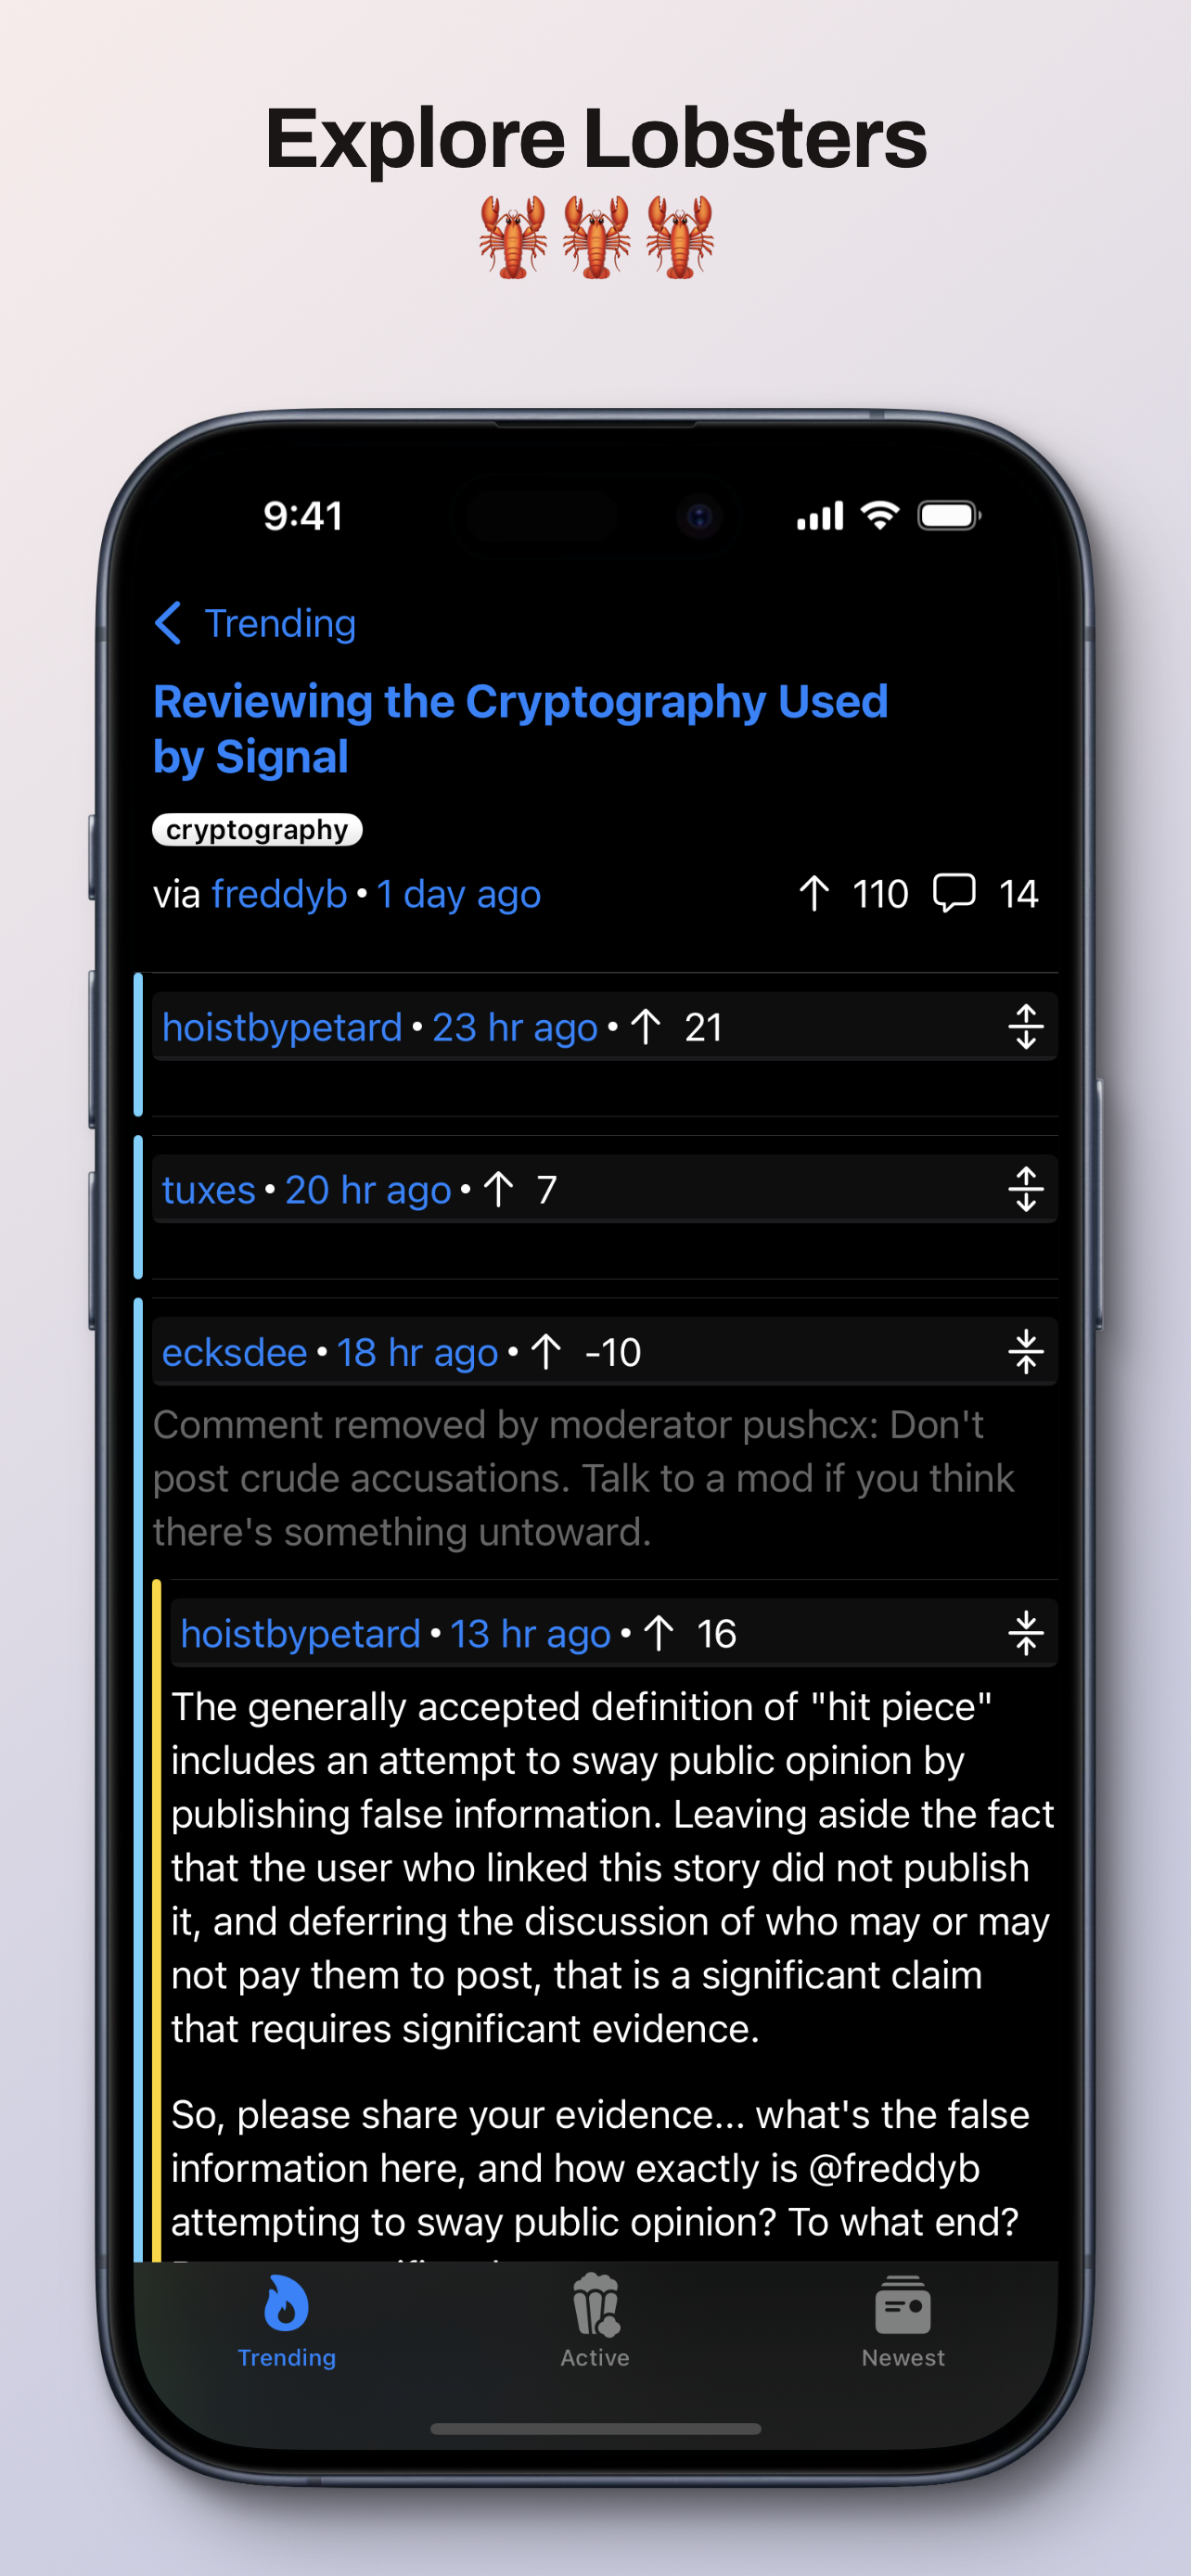 Explore Lobsters
9:41
Trending
Reviewing the Cryptography Used
by Signal
cryptography
via freddyb • 1 day ago 110 14
hoistbypetard • 23 hr ago • 21
tuxes • 20 hr ago • 7
ecksdee • 18 hr ago • -10
Comment removed by moderator pushcx: Don't
post crude accusations. Talk to a mod if you think
there's something untoward.
hoistbypetard • 13 hr ago • 16
The generally accepted definition of "hit piece"
includes an attempt to sway public opinion by
publishing false information. Leaving aside the fact
that the user who linked this story did not publish
it, and deferring the discussion of who may or may
not pay them to post, that is a significant claim
that requires significant evidence.
So, please share your evidence... what's the false
information here, and how exactly is @freddyb
attempting to sway public opinion? To what end?
Trending
Active
Newest